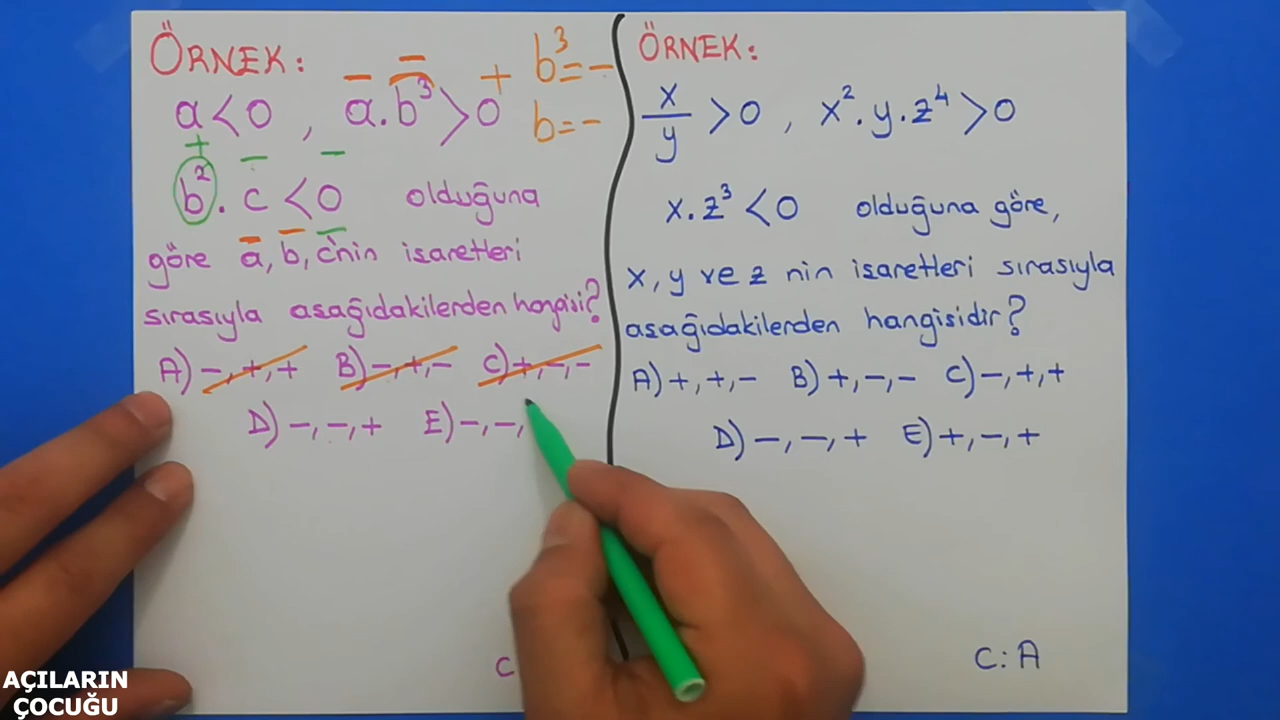 ÖRNEK:
b³ = -
a < 0 , a.b³ > 0
- - +
b = -
+ - -
b². c < 0 olduğuna
- - -
göre a, b, c'nin işaretleri
sırasıyla aşağıdakilerden hangisi?
A) -, +, + B) -, +, - C) +, -, -
D) -, -, + E) -, -,
C
ÖRNEK:
x/y > 0 , x².y.z⁴ > 0
x.z³ < 0 olduğuna göre,
x, y ve z nin işaretleri sırasıyla
aşağıdakilerden hangisidir?
A) +, +, - B) +, -, - C) -, +, +
D) -, -, + E) +, -, +
C: A
AÇILARIN
ÇOCUĞU